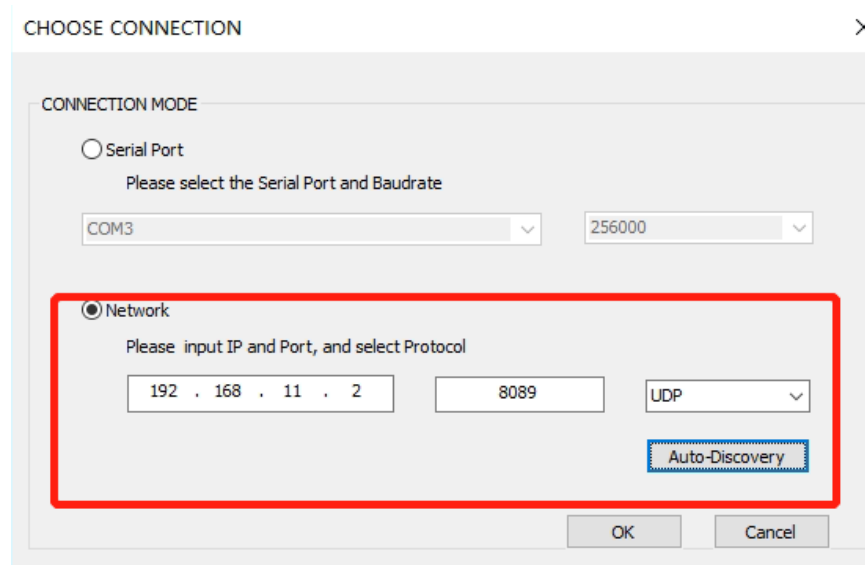 CHOOSE CONNECTION
CONNECTION MODE
Serial Port
Please select the Serial Port and Baudrate
COM3 256000
Network
Please input IP and Port, and select Protocol
192 . 168 . 11 . 2 8089 UDP
Auto-Discovery
OK Cancel